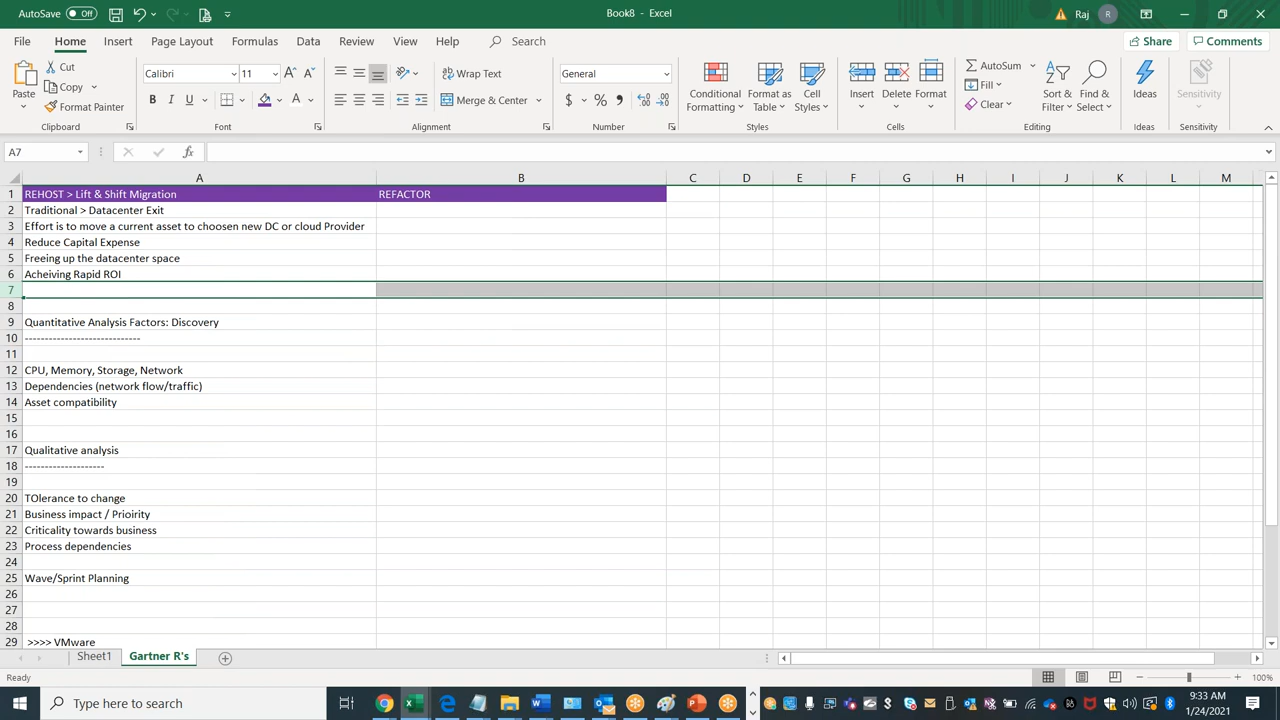 AutoSave Off Book8 - Excel Raj R
File Home Insert Page Layout Formulas Data Review View Help Search Share Comments
Paste Cut Copy Format Painter Clipboard
Calibri 11 B I U Font
Wrap Text Merge & Center Alignment
General $ % Number
Conditional Formatting Format as Table Cell Styles Styles
Insert Delete Format Cells
AutoSum Fill Clear Sort & Filter Find & Select Editing
Ideas Ideas
Sensitivity Sensitivity
A7 fx
A B C D E F G H I J K L M
1 REHOST > Lift & Shift Migration REFACTOR
2 Traditional > Datacenter Exit
3 Effort is to move a current asset to choosen new DC or cloud Provider
4 Reduce Capital Expense
5 Freeing up the datacenter space
6 Acheiving Rapid ROI
7
8
9 Quantitative Analysis Factors: Discovery
10 -----------------------------
11
12 CPU, Memory, Storage, Network
13 Dependencies (network flow/traffic)
14 Asset compatibility
15
16
17 Qualitative analysis
18 --------------------
19
20 TOlerance to change
21 Business impact / Prioirity
22 Criticality towards business
23 Process dependencies
24
25 Wave/Sprint Planning
26
27
28
29 >>>> VMware
Sheet1 Gartner R's
Ready 100%
Type here to search 9:33 AM
1/24/2021